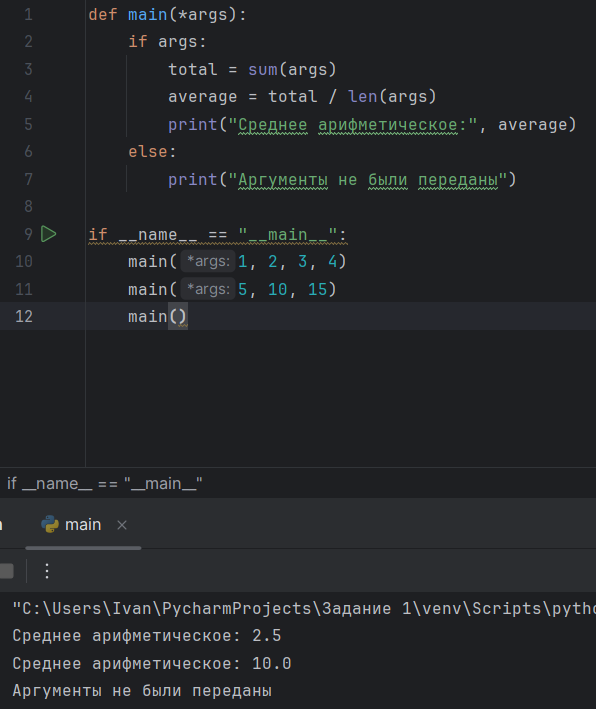 1 def main(*args):
2 if args:
3 total = sum(args)
4 average = total / len(args)
5 print("Среднее арифметическое:", average)
6 else:
7 print("Аргументы не были переданы")
8
9 if __name__ == "__main__":
10 main( *args: 1, 2, 3, 4)
11 main( *args: 5, 10, 15)
12 main()
if __name__ == "__main__"
main
"C:\Users\Ivan\PycharmProjects\Задание 1\venv\Scripts\pytho
Среднее арифметическое: 2.5
Среднее арифметическое: 10.0
Аргументы не были переданы